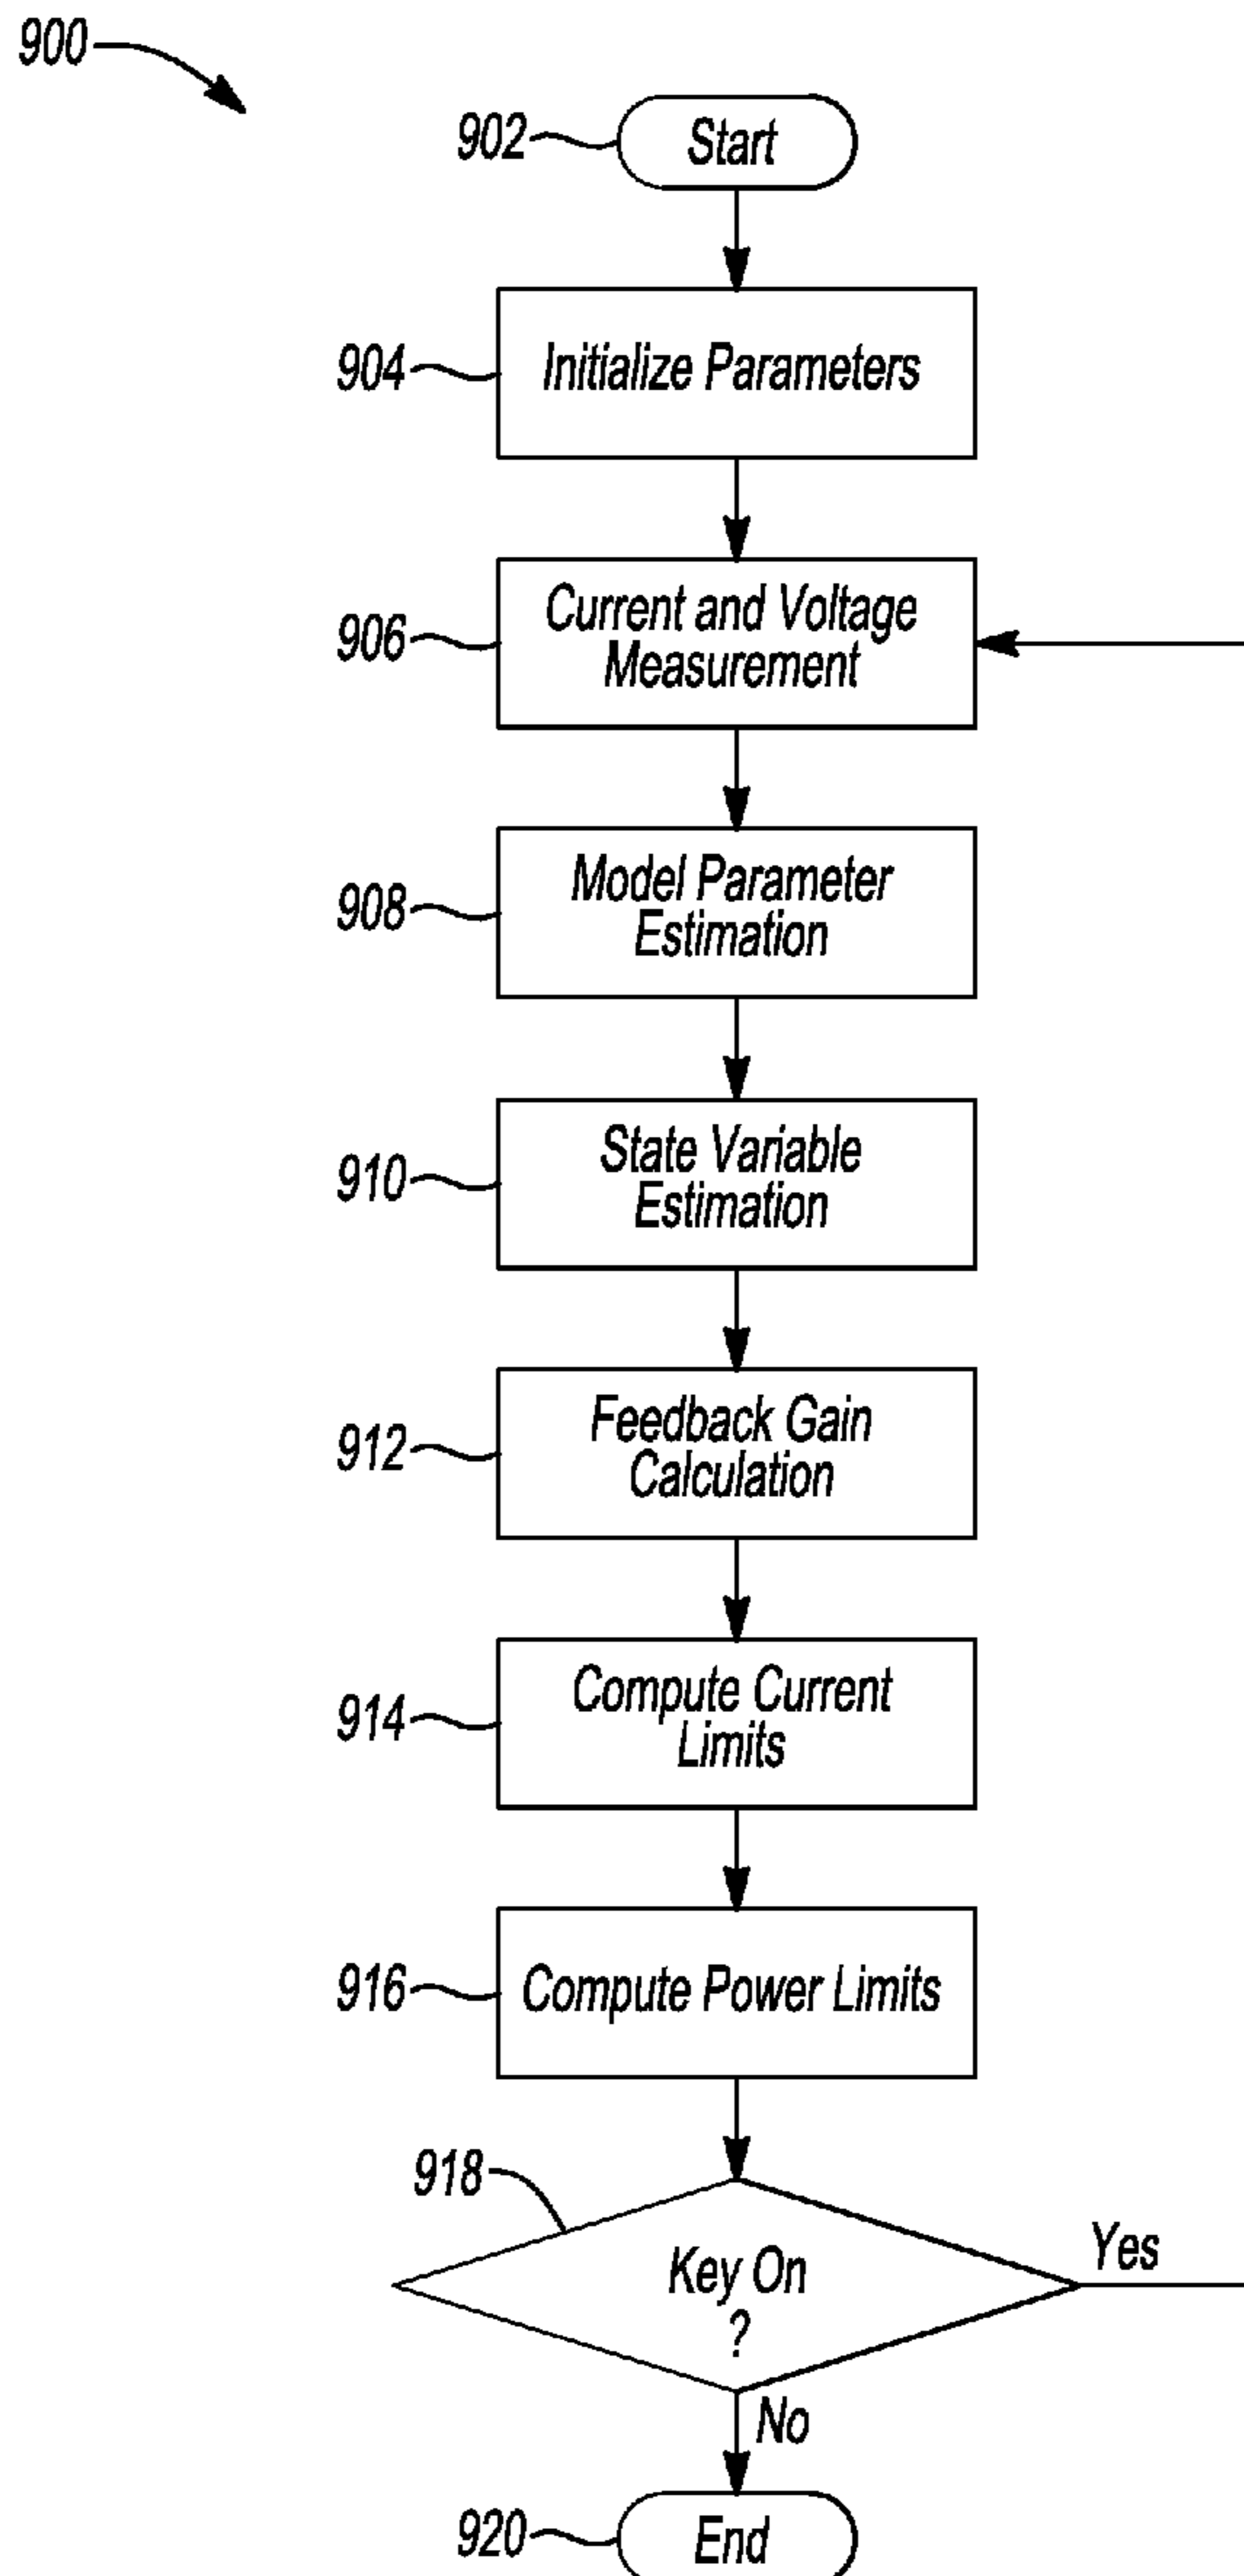 900
902
Start
904
Initialize Parameters
906
Current and Voltage
Measurement
908
Model Parameter
Estimation
910
State Variable
Estimation
912
Feedback Gain
Calculation
914
Compute Current
Limits
916
Compute Power Limits
918
Key On
?
Yes
No
920
End